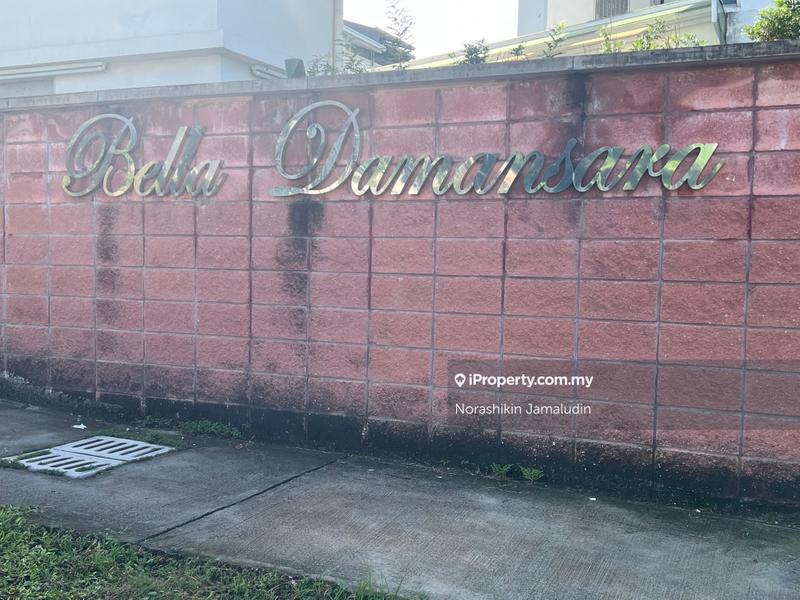 Bella Damansara
iProperty.com.my
Norashikin Jamaludin